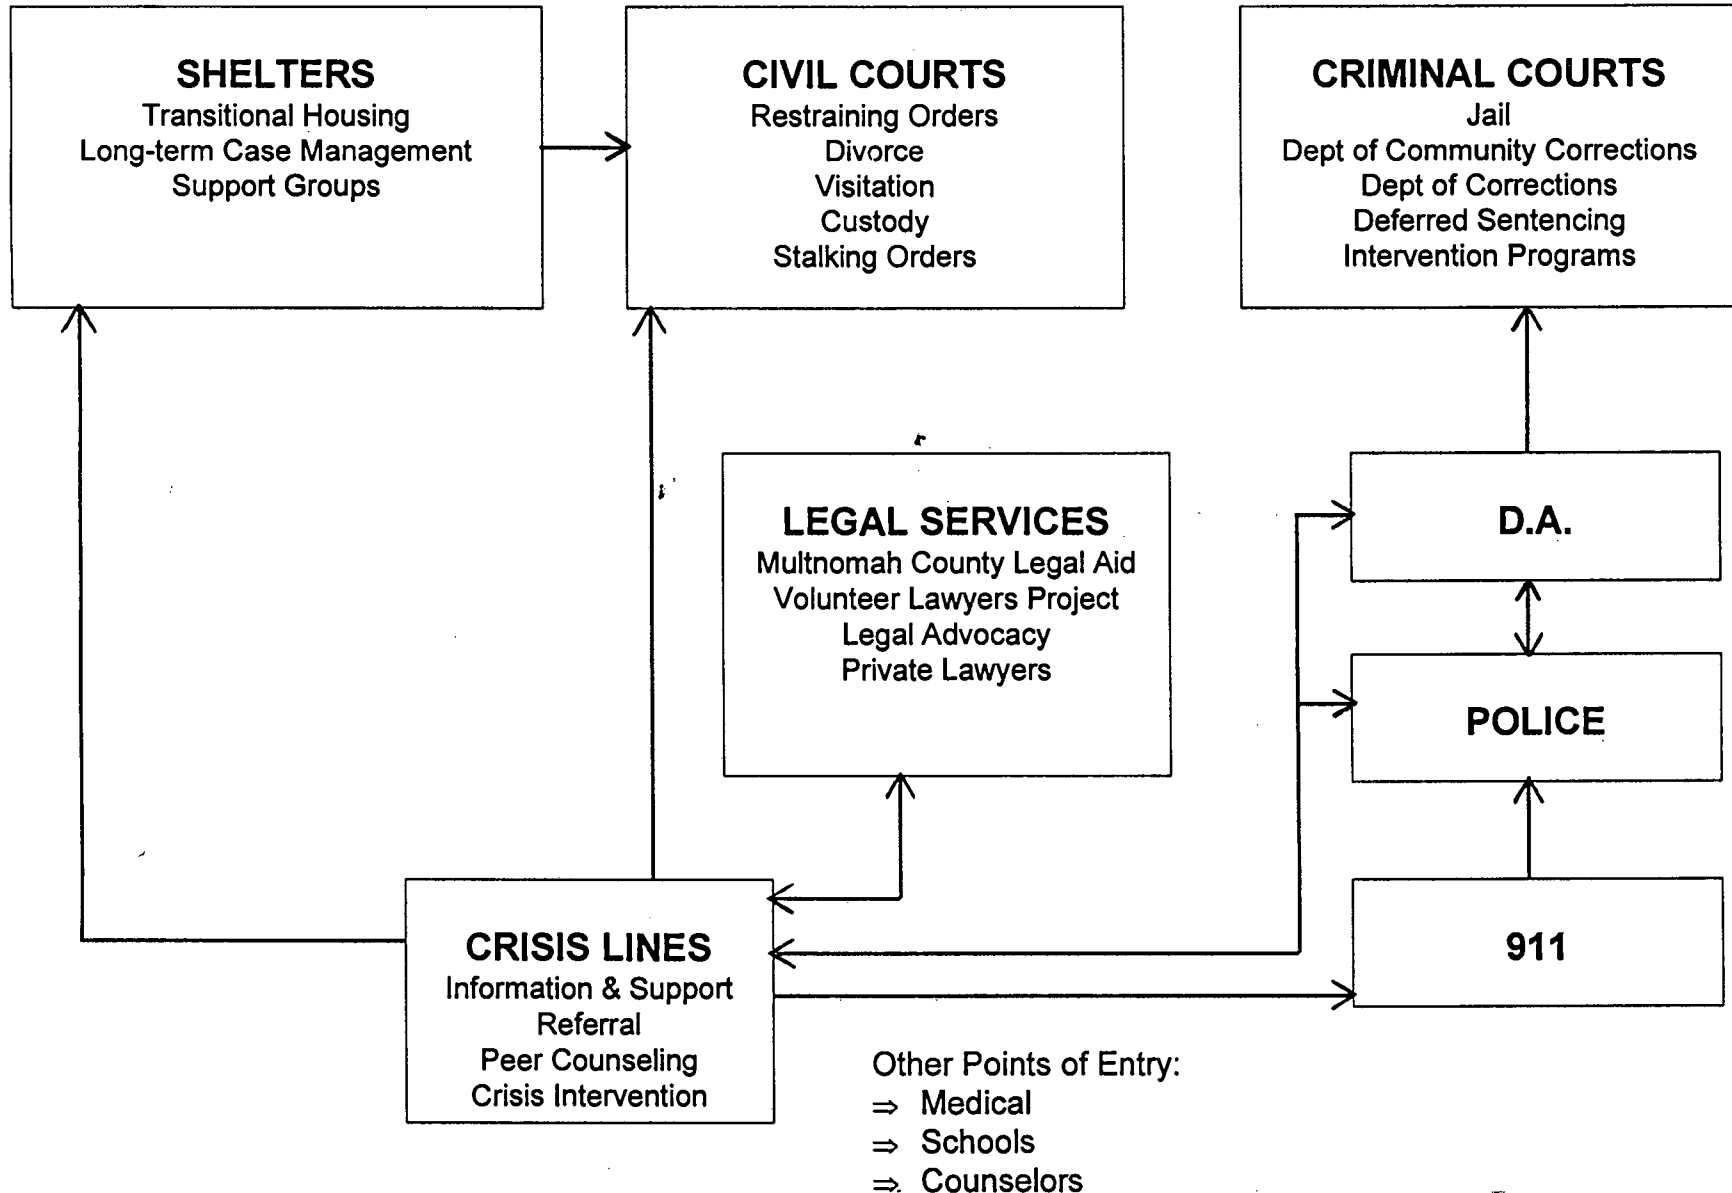 SHELTERS
Transitional Housing
Long-term Case Management
Support Groups
CIVIL COURTS
Restraining Orders
Divorce
Visitation
Custody
Stalking Orders
CRIMINAL COURTS
Jail
Dept of Community Corrections
Dept of Corrections
Deferred Sentencing
Intervention Programs
LEGAL SERVICES
Multnomah County Legal Aid
Volunteer Lawyers Project
Legal Advocacy
Private Lawyers
D.A.
POLICE
911
CRISIS LINES
Information & Support
Referral
Peer Counseling
Crisis Intervention
Other Points of Entry:
⇒ Medical
⇒ Schools
⇒ Counselors